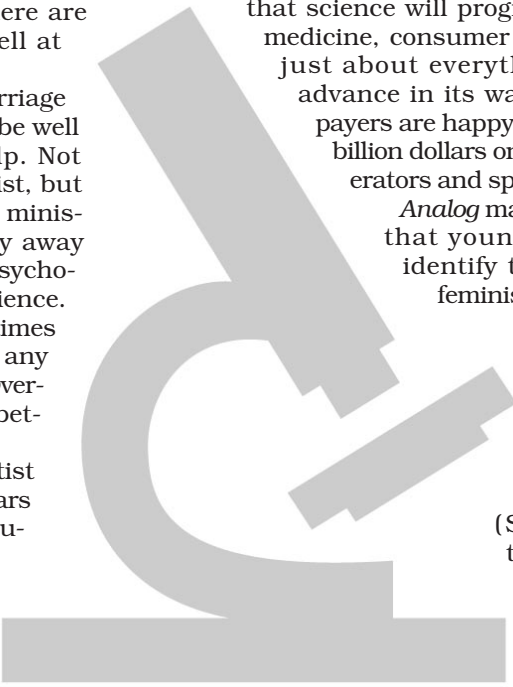 ere are
ell at
rriage
be well
lp. Not
ist, but
minis-
y away
sycho-
ience.
imes
any
ver-
bet-
tist
ars
u-
that science will prog
medicine, consumer
just about everyt
advance in its wa
payers are happy
billion dollars or
erators and sp
Analog ma
that youn
identify t
feminis
(S
t